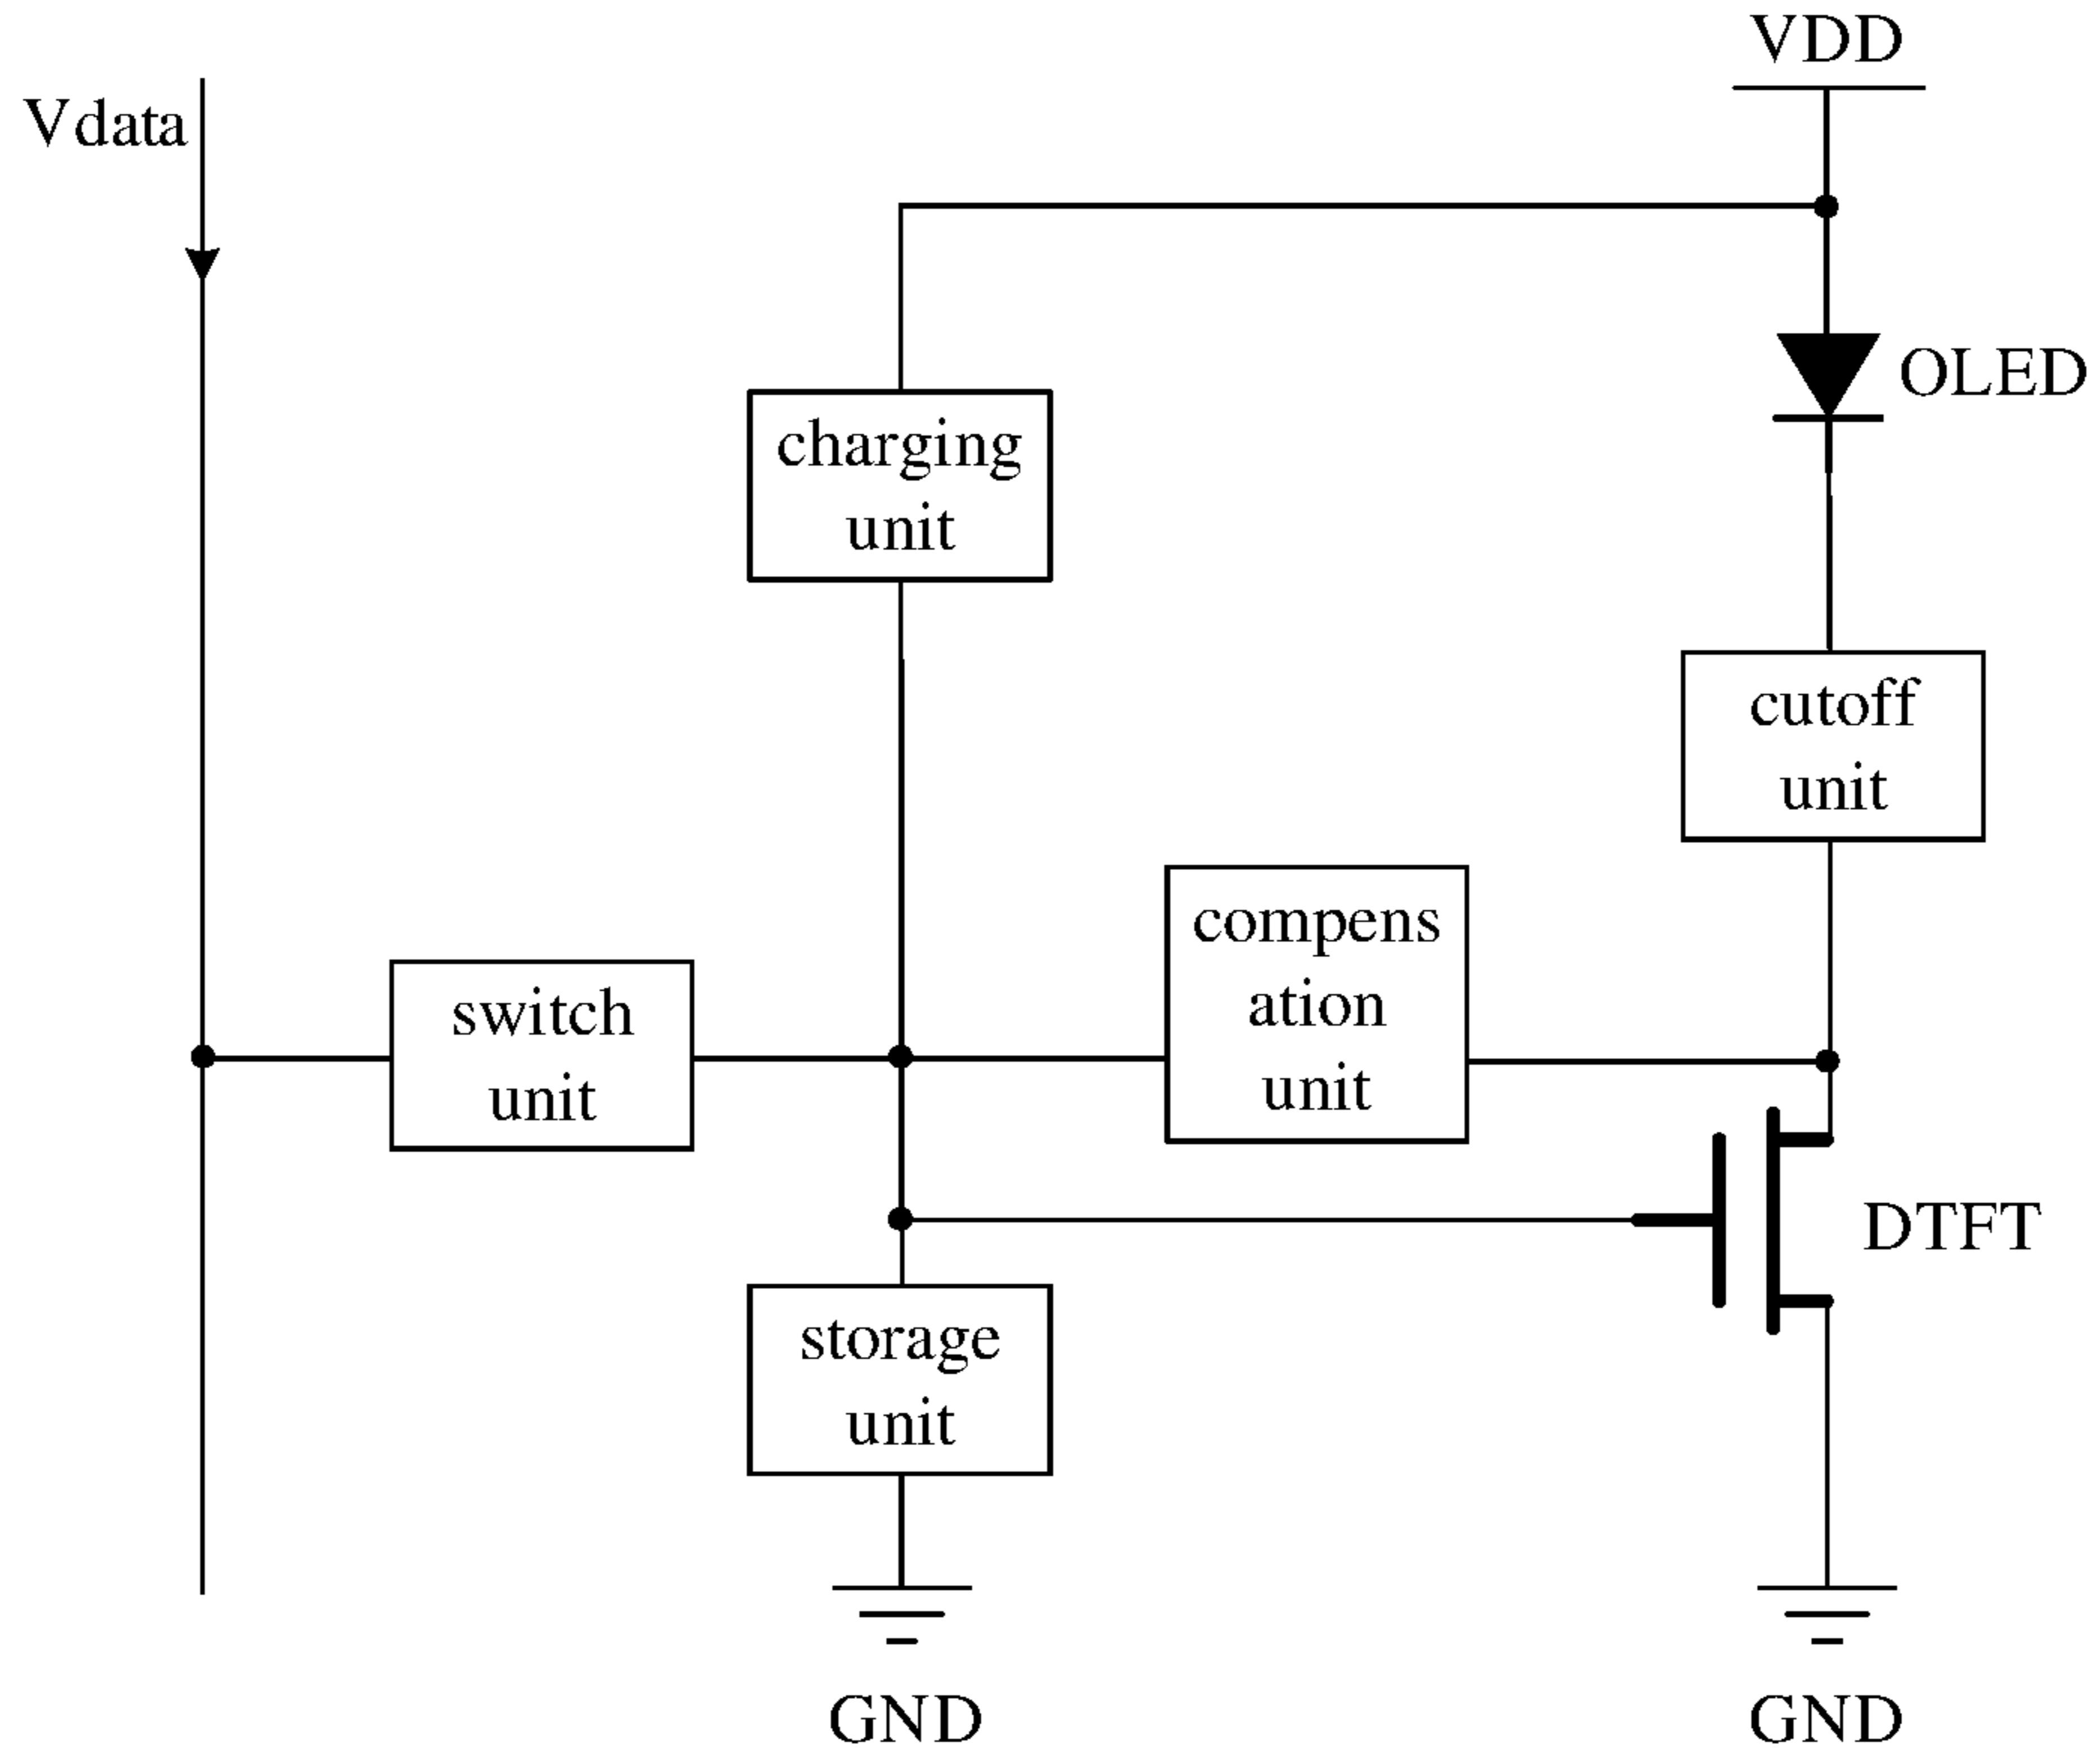 VDD
Vdata
OLED
charging
unit
cutoff
unit
compens
ation
unit
switch
unit
DTFT
storage
unit
GND
GND